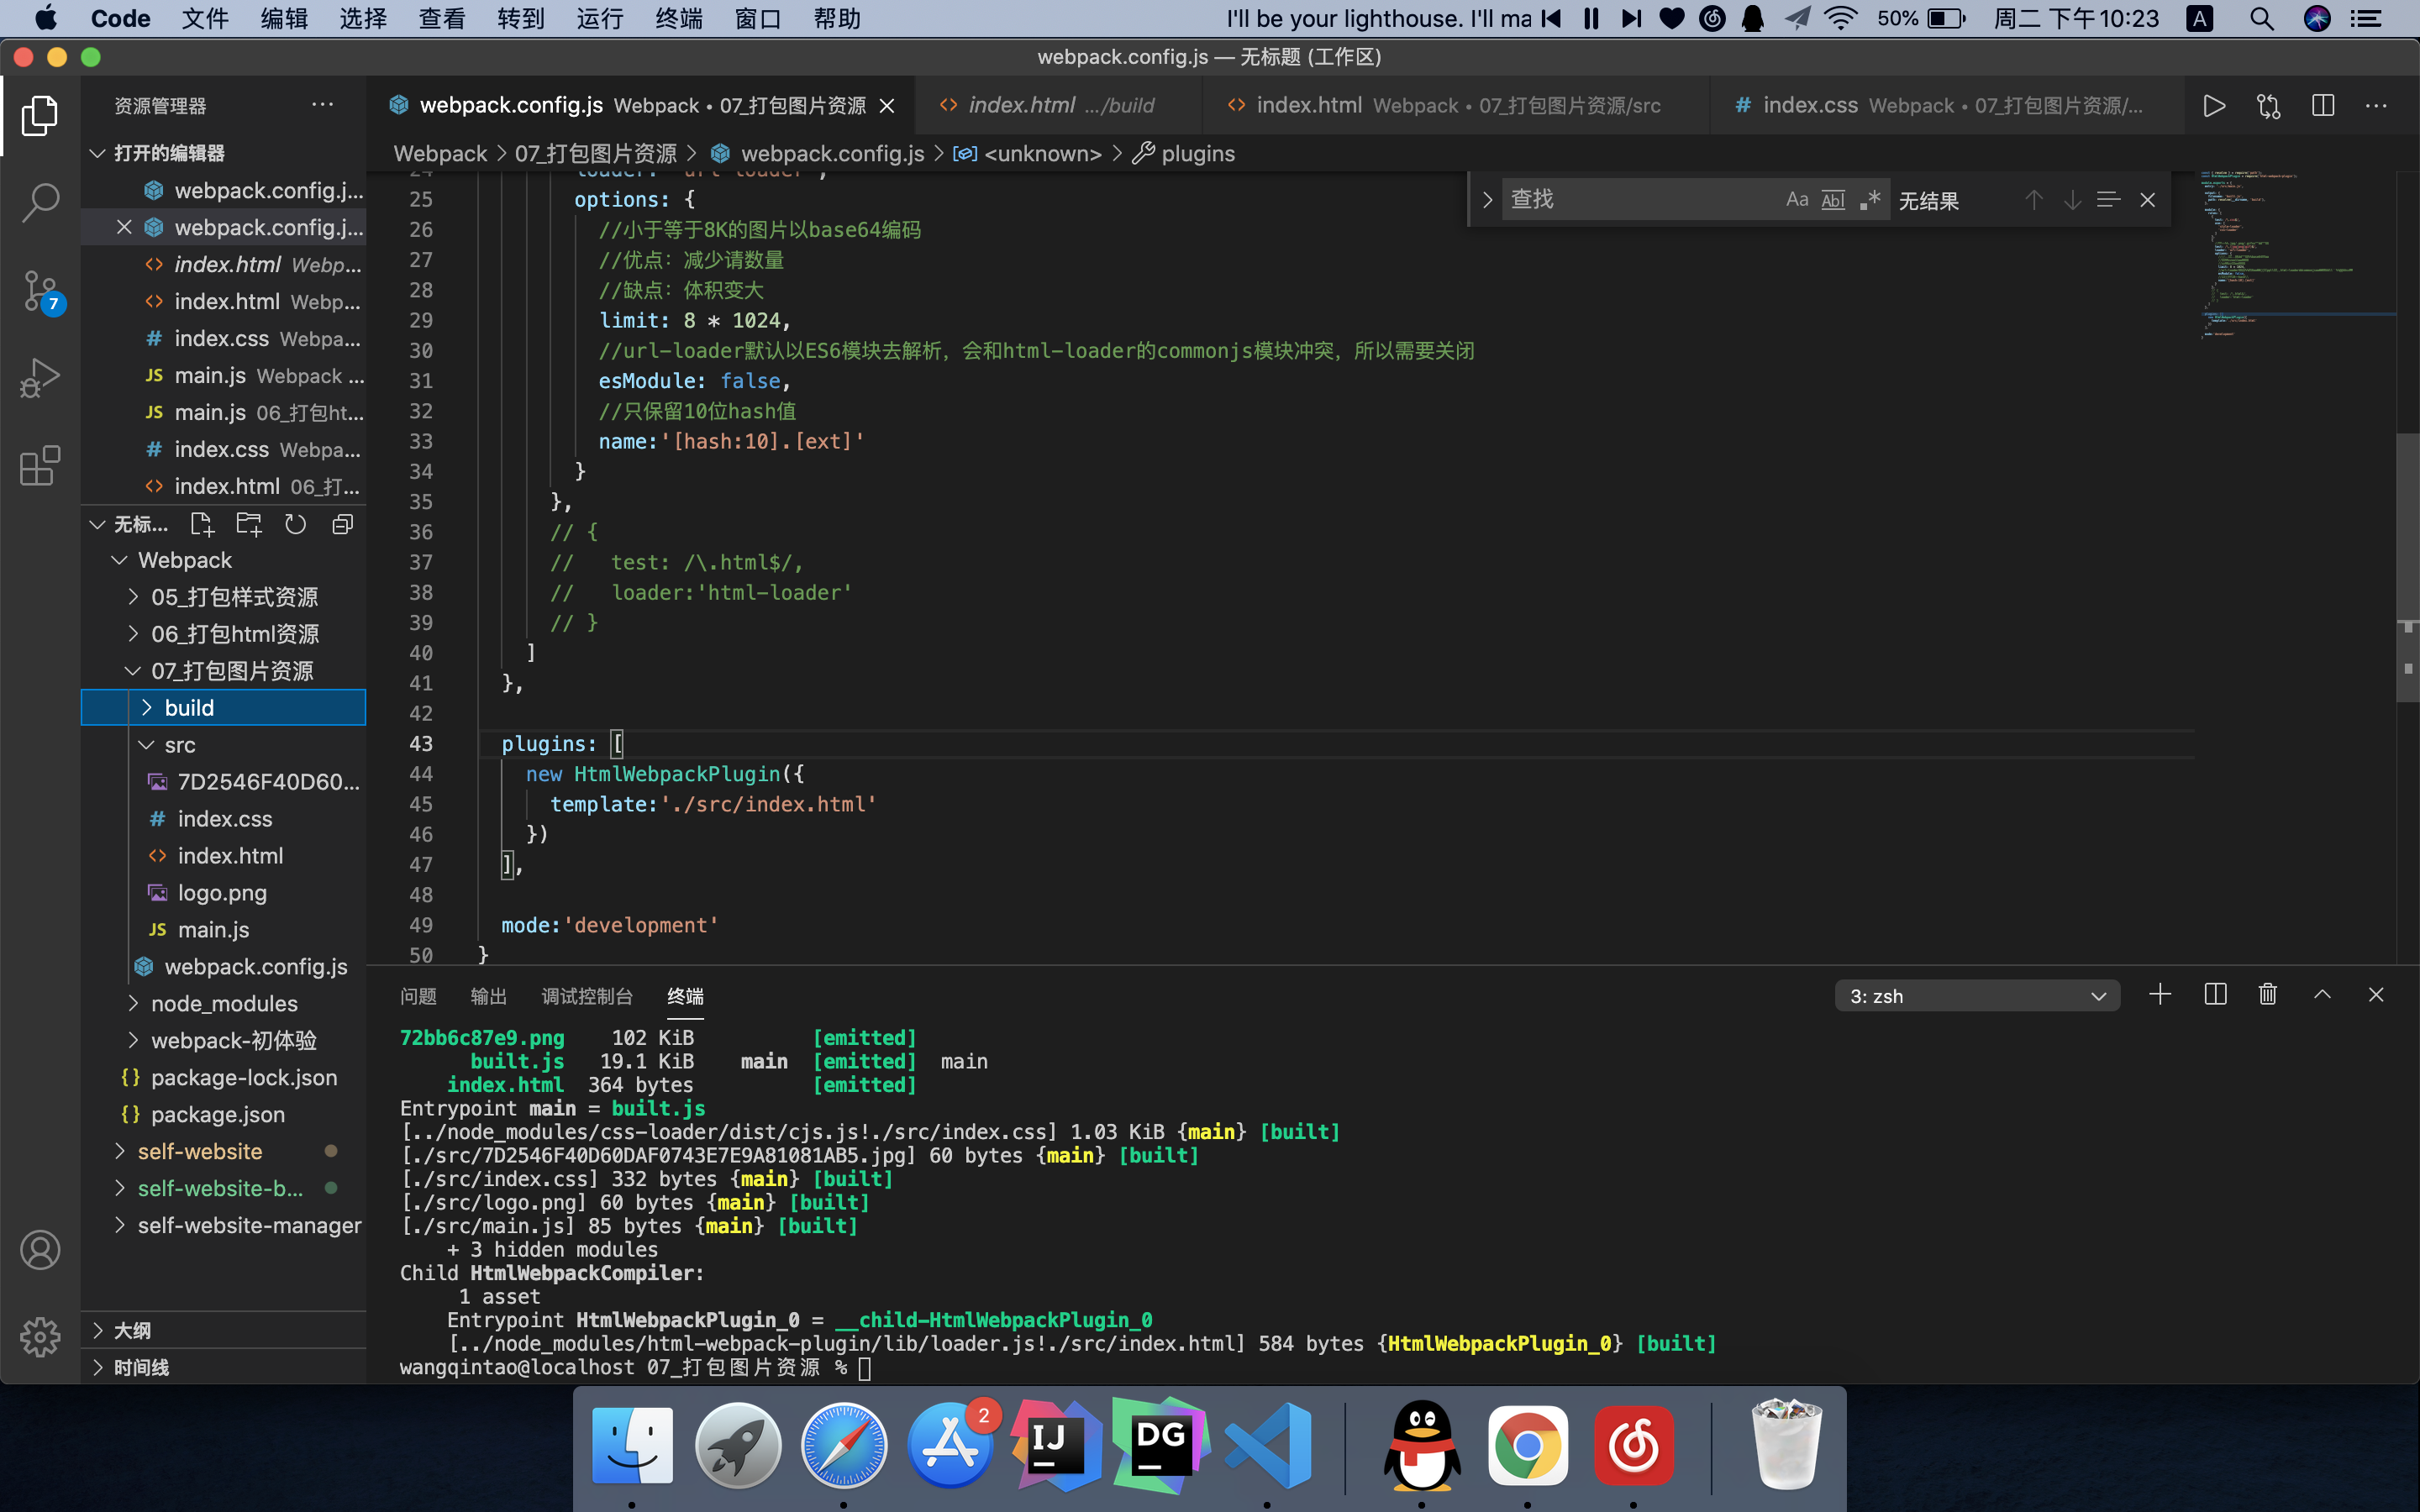 Code 文件 编辑 选择 查看 转到 运行 终端 窗口 帮助 I'll be your lighthouse. I'll ma 50% 周二 下午10:23 A
webpack.config.js — 无标题 (工作区)
资源管理器 ···
webpack.config.js Webpack • 07_打包图片资源
index.html .../build
index.html Webpack • 07_打包图片资源/src
index.css Webpack • 07_打包图片资源/...
Webpack > 07_打包图片资源 > webpack.config.js > <unknown> > plugins
打开的编辑器
webpack.config.j...
webpack.config.j...
index.html Webp...
index.html Webp...
index.css Webpa...
main.js Webpack ...
main.js 06_打包ht...
index.css Webpa...
index.html 06_打...
无标...
Webpack
05_打包样式资源
06_打包html资源
07_打包图片资源
build
src
7D2546F40D60...
index.css
index.html
logo.png
JS main.js
webpack.config.js
node_modules
webpack-初体验
package-lock.json
package.json
self-website
self-website-b...
self-website-manager
大纲
时间线
7
查找 Aa Abl .* 无结果
24 loader: 'url-loader',
25 options: {
26 //小于等于8K的图片以base64编码
27 //优点：减少请数量
28 //缺点：体积变大
29 limit: 8 * 1024,
30 //url-loader默认以ES6模块去解析，会和html-loader的commonjs模块冲突，所以需要关闭
31 esModule: false,
32 //只保留10位hash值
33 name:'[hash:10].[ext]'
34 }
35 },
36 // {
37 // test: /\.html$/,
38 // loader:'html-loader'
39 // }
40 ]
41 },
42
43 plugins: [
44 new HtmlWebpackPlugin({
45 template:'./src/index.html'
46 })
47 ],
48
49 mode:'development'
50 }
问题 输出 调试控制台 终端 3: zsh
72bb6c87e9.png 102 KiB [emitted]
built.js 19.1 KiB main [emitted] main
index.html 364 bytes [emitted]
Entrypoint main = built.js
[../node_modules/css-loader/dist/cjs.js!./src/index.css] 1.03 KiB {main} [built]
[./src/7D2546F40D60DAF0743E7E9A81081AB5.jpg] 60 bytes {main} [built]
[./src/index.css] 332 bytes {main} [built]
[./src/logo.png] 60 bytes {main} [built]
[./src/main.js] 85 bytes {main} [built]
+ 3 hidden modules
Child HtmlWebpackCompiler:
1 asset
Entrypoint HtmlWebpackPlugin_0 = __child-HtmlWebpackPlugin_0
[../node_modules/html-webpack-plugin/lib/loader.js!./src/index.html] 584 bytes {HtmlWebpackPlugin_0} [built]
wangqintao@localhost 07_打包图片资源 %
2
IJ
DG